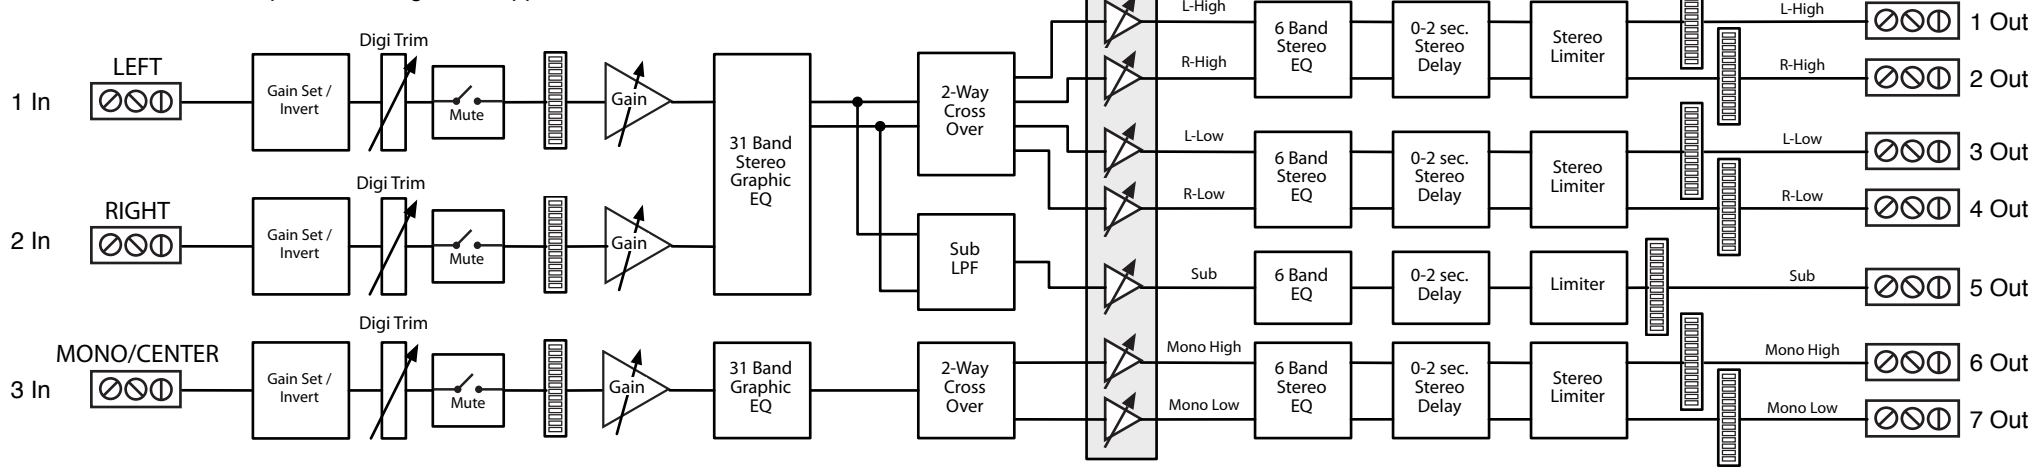 L-High
L-High
1 Out
6 Band
Stereo
EQ
0-2 sec.
Stereo
Delay
Stereo
Limiter
R-High
R-High
2 Out
Digi Trim
LEFT
1 In
Gain Set /
Invert
Mute
Gain
31 Band
Stereo
Graphic
EQ
2-Way
Cross
Over
L-Low
L-Low
3 Out
6 Band
Stereo
EQ
0-2 sec.
Stereo
Delay
Stereo
Limiter
R-Low
R-Low
4 Out
Digi Trim
RIGHT
2 In
Gain Set /
Invert
Mute
Gain
Sub
LPF
Sub
6 Band
EQ
0-2 sec.
Delay
Limiter
Sub
5 Out
Digi Trim
MONO/CENTER
3 In
Gain Set /
Invert
Mute
Gain
31 Band
Graphic
EQ
2-Way
Cross
Over
Mono High
Mono Low
6 Band
Stereo
EQ
0-2 sec.
Stereo
Delay
Stereo
Limiter
Mono High
6 Out
Mono Low
7 Out